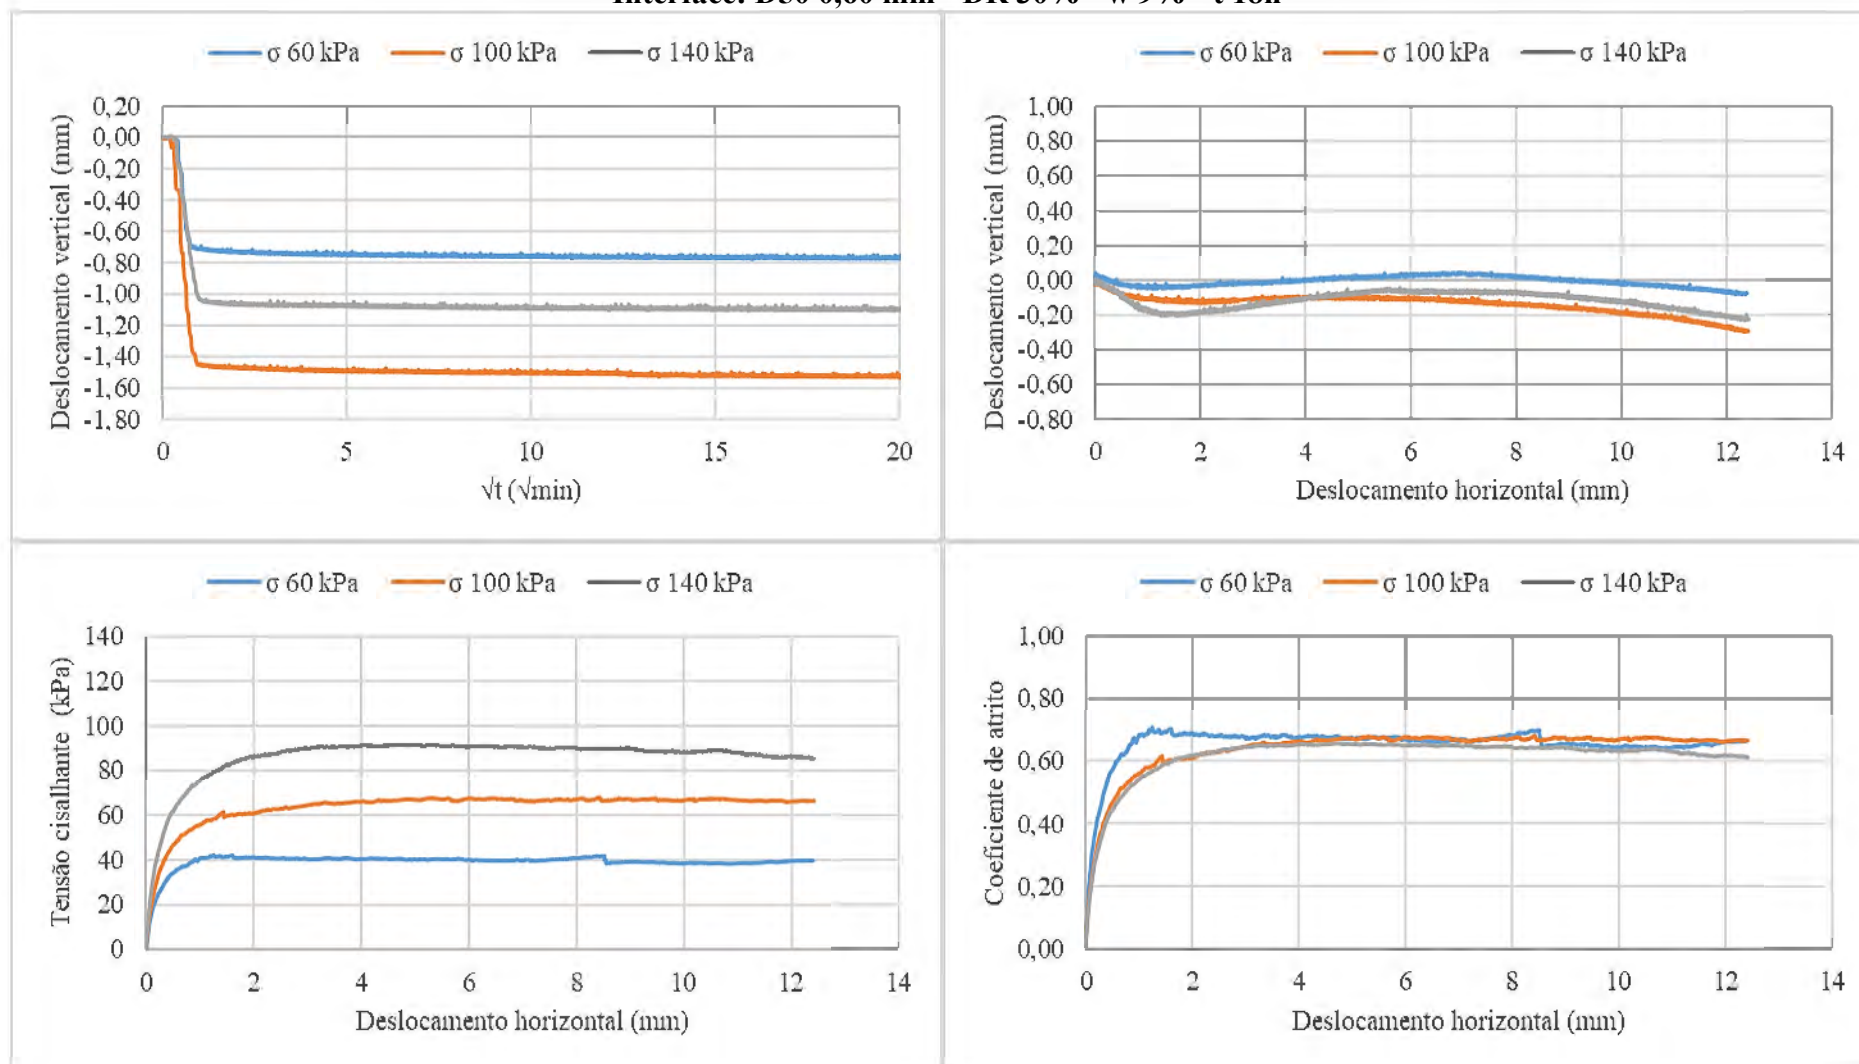 σ 60 kPa σ 100 kPa σ 140 kPa
Deslocamento vertical (mm)
0,20
0,00
-0,20
-0,40
-0,60
-0,80
-1,00
-1,20
-1,40
-1,60
-1,80
0 5 10 15 20
√t (√min)
σ 60 kPa σ 100 kPa σ 140 kPa
Deslocamento vertical (mm)
1,00
0,80
0,60
0,40
0,20
0,00
-0,20
-0,40
-0,60
-0,80
0 2 4 6 8 10 12 14
Deslocamento horizontal (mm)
σ 60 kPa σ 100 kPa σ 140 kPa
Tensão cisalhante (kPa)
140
120
100
80
60
40
20
0
0 2 4 6 8 10 12 14
Deslocamento horizontal (mm)
σ 60 kPa σ 100 kPa σ 140 kPa
Coeficiente de atrito
1,00
0,80
0,60
0,40
0,20
0,00
0 2 4 6 8 10 12 14
Deslocamento horizontal (mm)